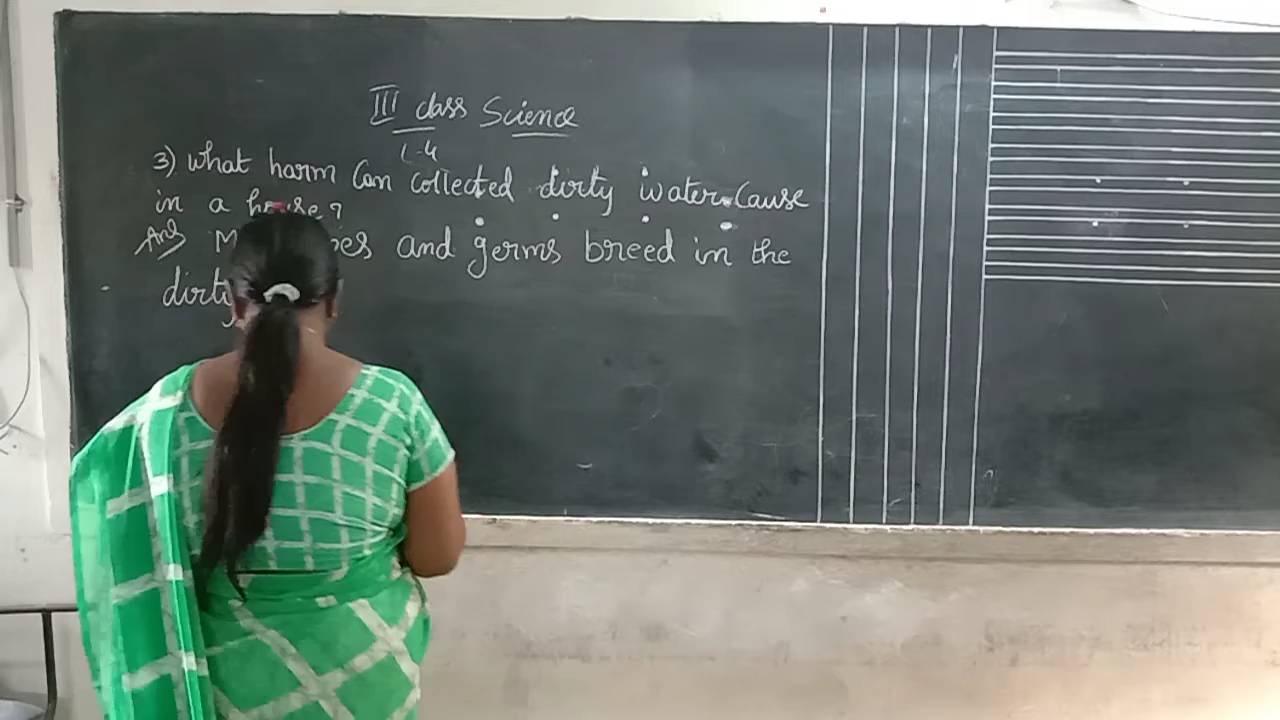 III class Science
L-4
3) what harm Can collected dirty water Cause
in a house?
Ans and germs breed in the
dirty